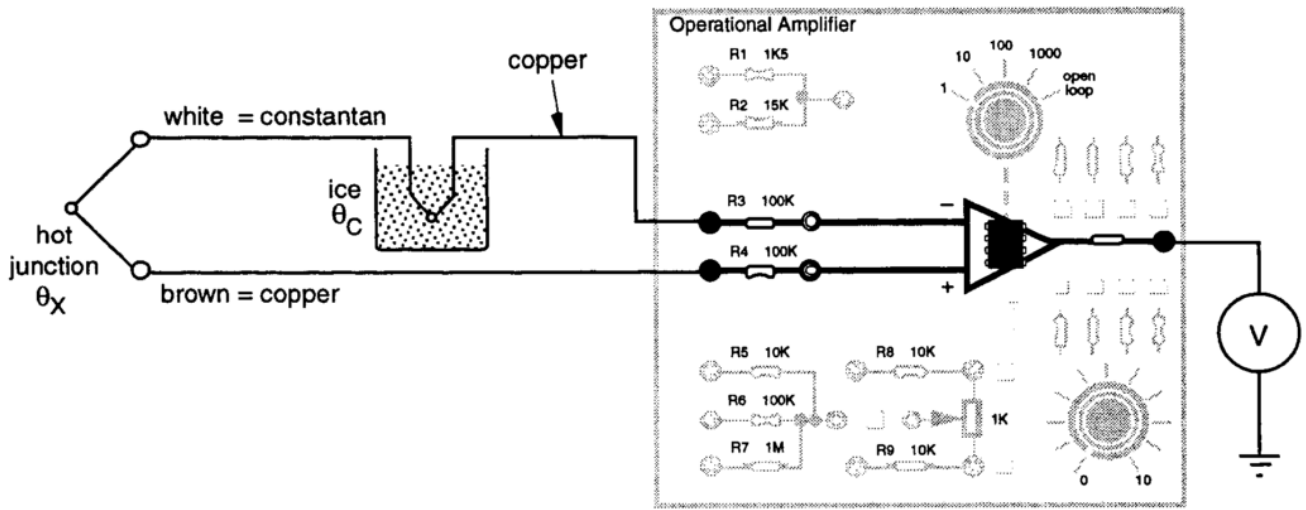 Operational Amplifier
R1 1K5
R2 15K
1
10
100
1000
open
loop
copper
white = constantan
ice
θC
hot
junction
θX
brown = copper
R3 100K
R4 100K
−
+
R5 10K
R6 100K
R7 1M
R8 10K
1K
R9 10K
0
10
V